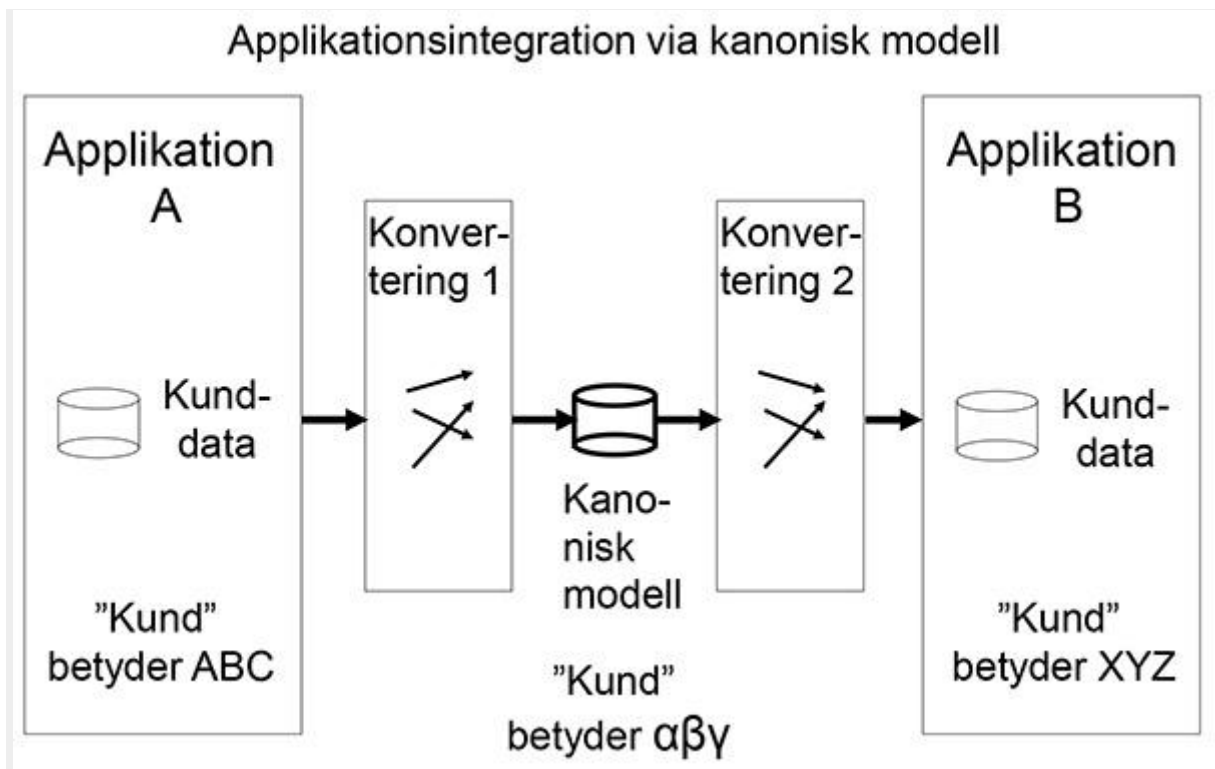 Applikationsintegration via kanonisk modell
Applikation
A
Kund-
data
”Kund”
betyder ABC
Konver-
tering 1
Kano-
nisk
modell
”Kund”
betyder αβγ
Konver-
tering 2
Applikation
B
Kund-
data
”Kund”
betyder XYZ